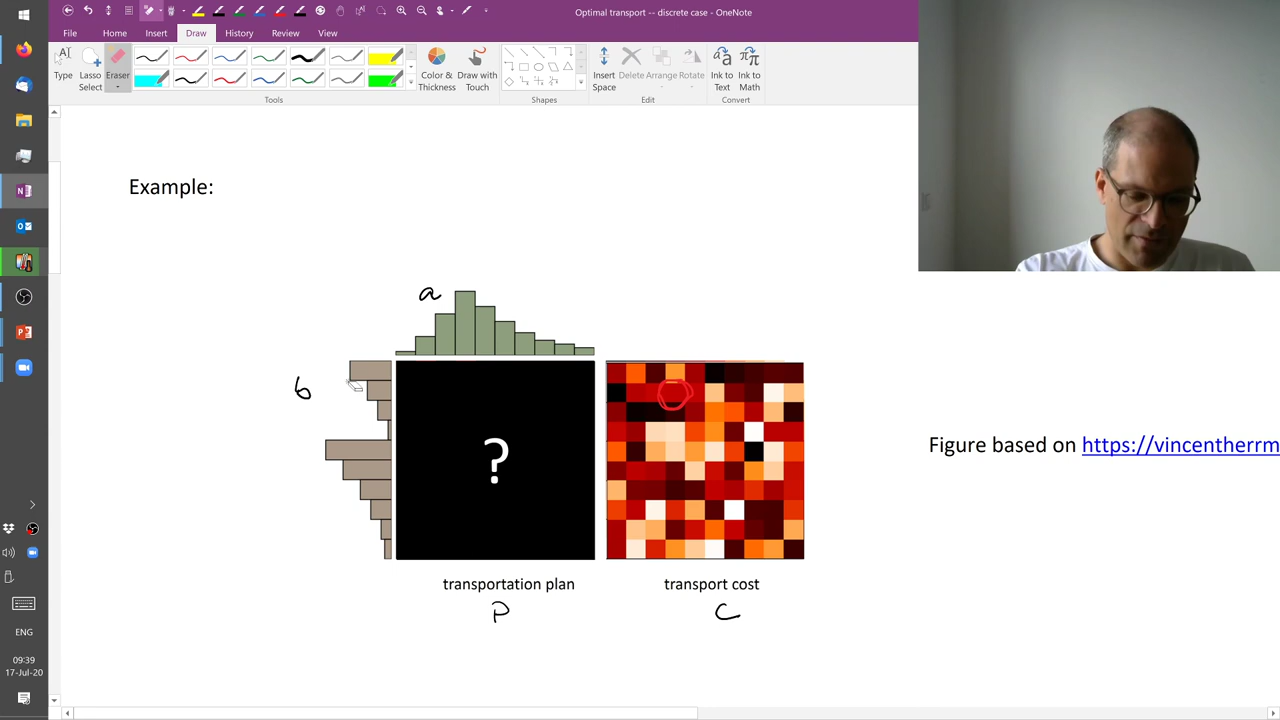 Optimal transport -- discrete case - OneNote
File Home Insert Draw History Review View
Type
Lasso Select
Eraser
Color & Thickness
Draw with Touch
Insert Space
Delete
Arrange
Rotate
Ink to Text
Ink to Math
Tools
Shapes
Edit
Convert
Example:
a
b
?
Figure based on https://vincentherrm
transportation plan
transport cost
P
C
ENG
09:39
17-Jul-20